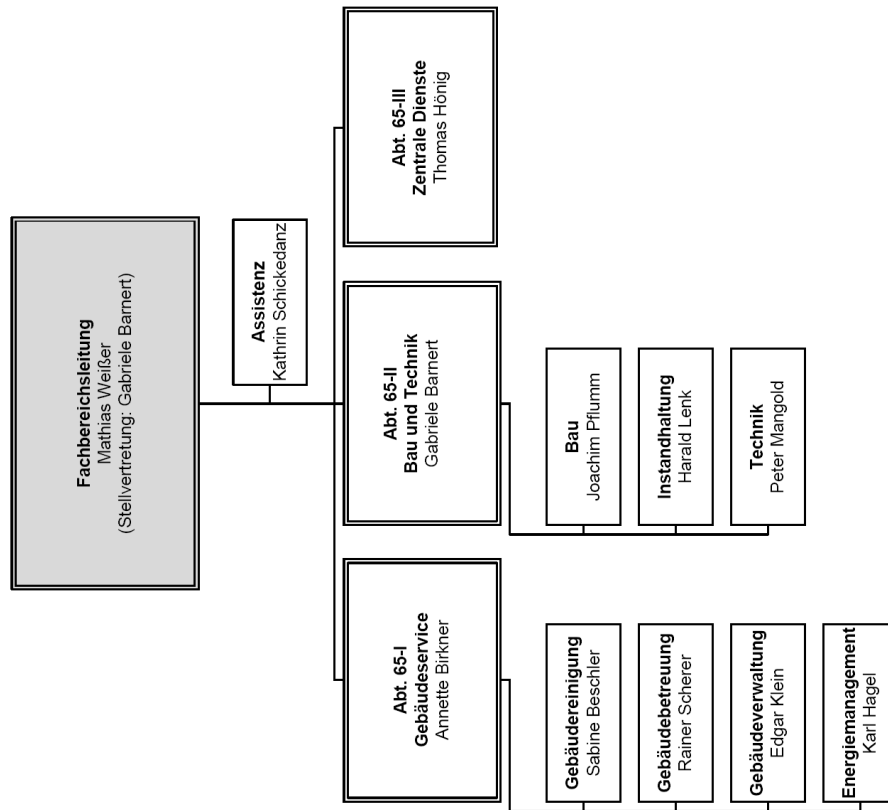 Fachbereichsleitung
Mathias Weißer
(Stellvertretung: Gabriele Barnert)
Assistenz
Kathrin Schickedanz
Abt. 65-I
Gebäudeservice
Annette Birkner
Abt. 65-II
Bau und Technik
Gabriele Barnert
Abt. 65-III
Zentrale Dienste
Thomas Hönig
Gebäudereinigung
Sabine Beschler
Gebäudebetreuung
Rainer Scherer
Gebäudeverwaltung
Edgar Klein
Energiemanagement
Karl Hagel
Bau
Joachim Pflumm
Instandhaltung
Harald Lenk
Technik
Peter Mangold